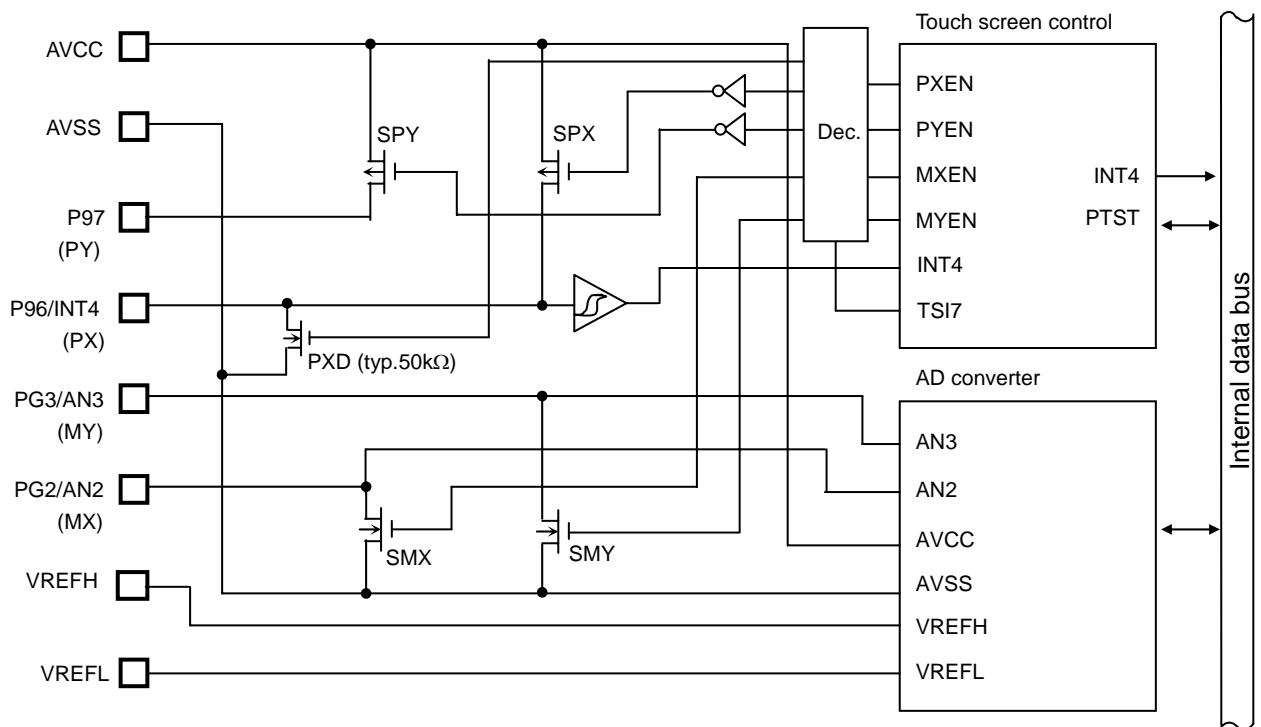 Touch screen control
AVCC
AVSS
P97
(PY)
P96/INT4
(PX)
PG3/AN3
(MY)
PG2/AN2
(MX)
VREFH
VREFL
SPY
SPX
PXD (typ.50kΩ)
SMX
SMY
Dec.
PXEN
PYEN
MXEN
MYEN
INT4
TSI7
INT4
PTST
AD converter
AN3
AN2
AVCC
AVSS
VREFH
VREFL
Internal data bus